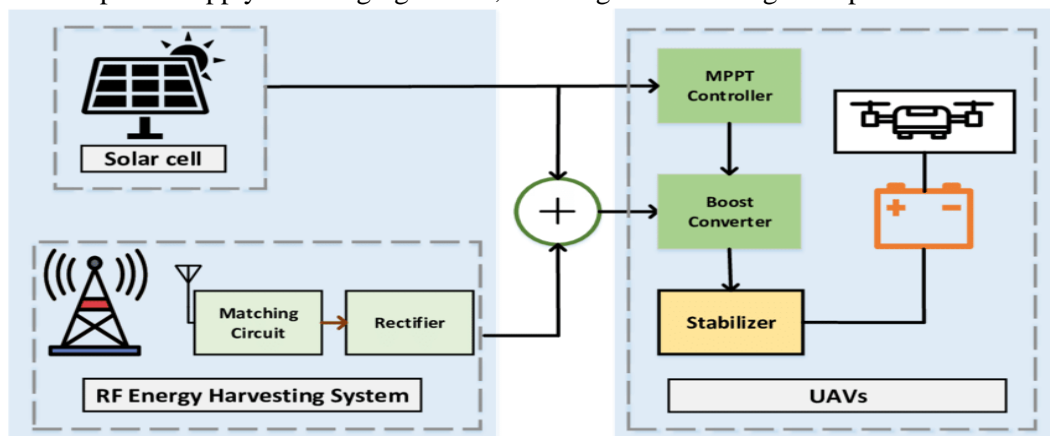 MPPT
Controller
Solar cell
+
Boost
Converter
+ −
Matching
Circuit
Rectifier
Stabilizer
RF Energy Harvesting System
UAVs